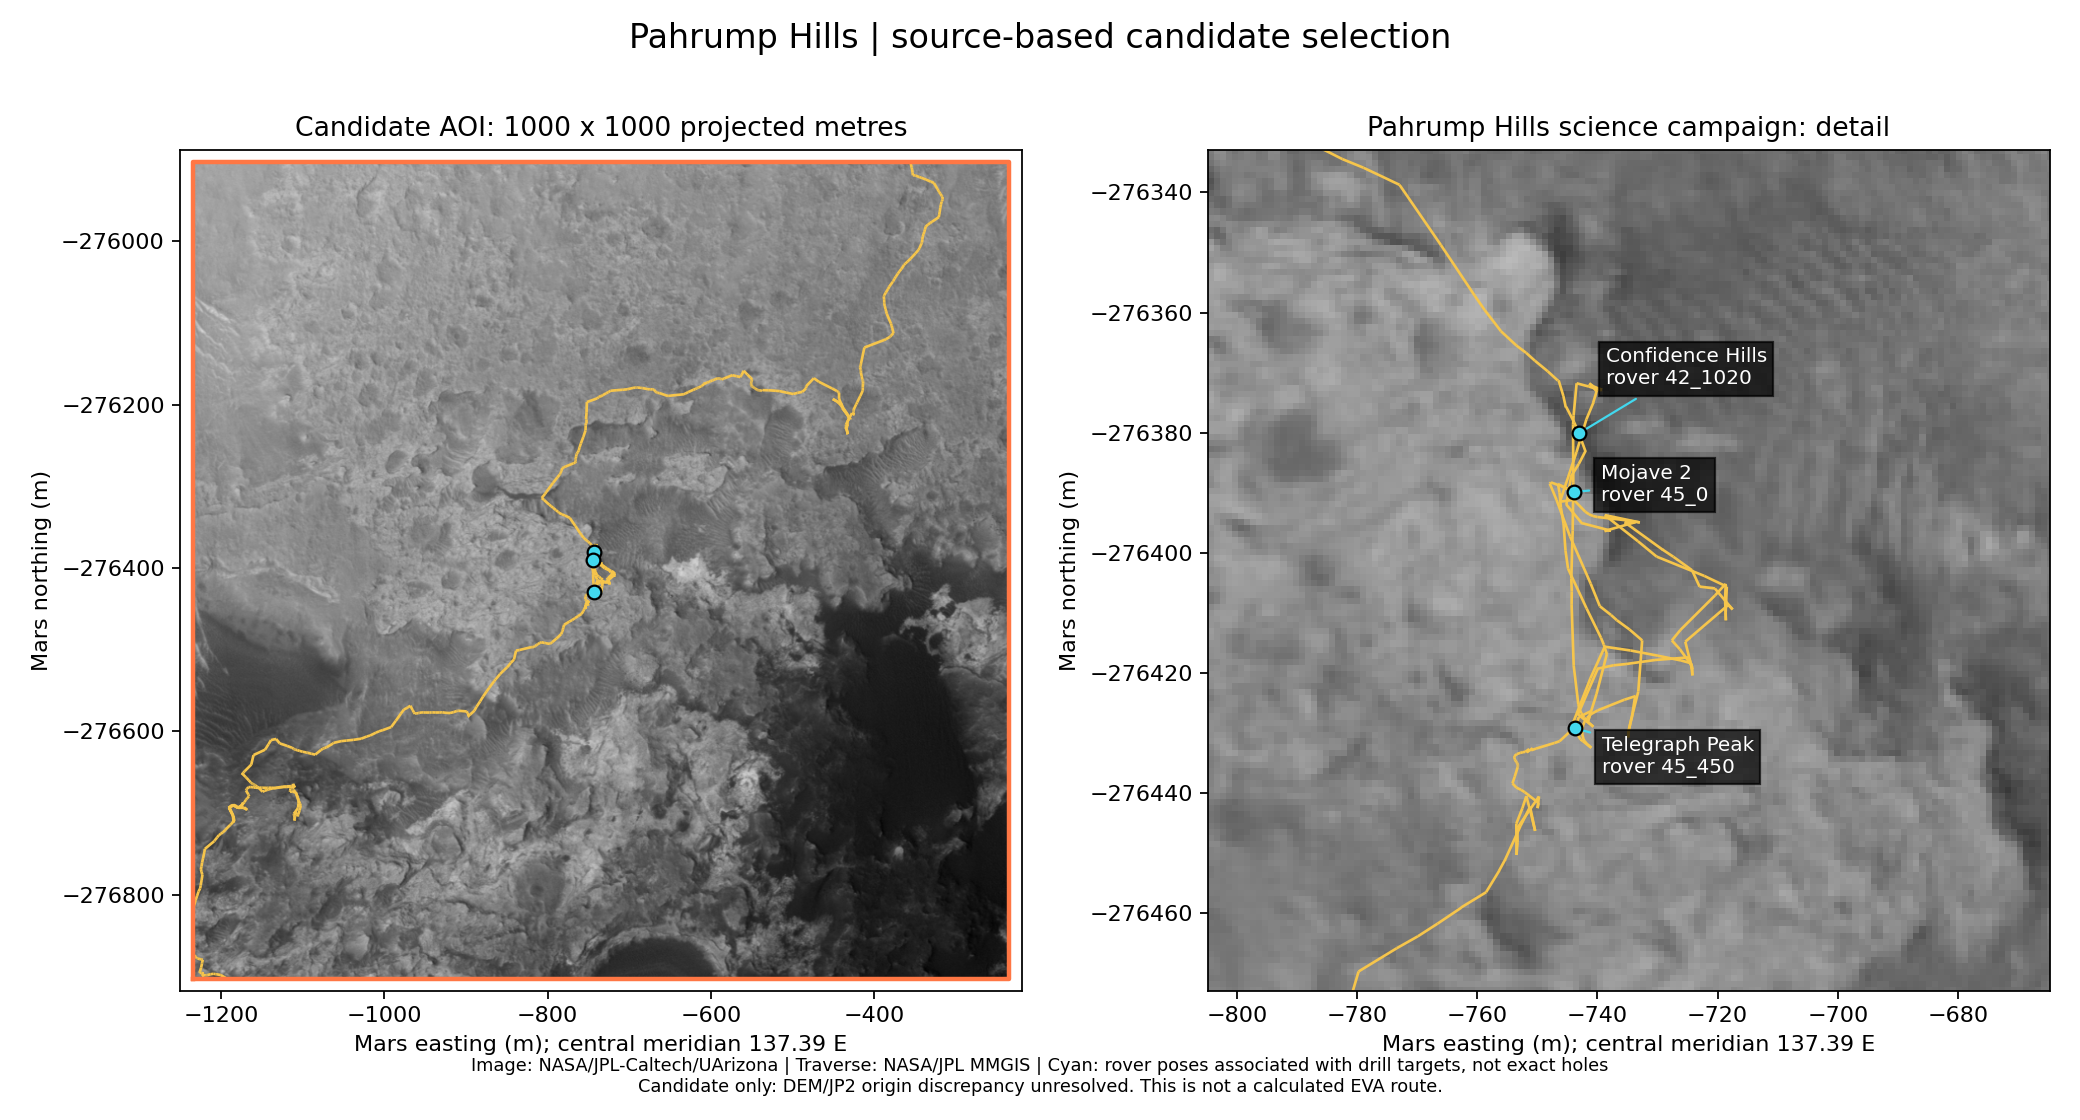 Pahrump Hills | source-based candidate selection
Candidate AOI: 1000 x 1000 projected metres
Mars northing (m)
−276000
−276200
−276400
−276600
−276800
−1200
−1000
−800
−600
−400
Mars easting (m); central meridian 137.39 E
Pahrump Hills science campaign: detail
Mars northing (m)
−276340
−276360
−276380
−276400
−276420
−276440
−276460
Confidence Hills
rover 42_1020
Mojave 2
rover 45_0
Telegraph Peak
rover 45_450
−800
−780
−760
−740
−720
−700
−680
Mars easting (m); central meridian 137.39 E
Image: NASA/JPL-Caltech/UArizona | Traverse: NASA/JPL MMGIS | Cyan: rover poses associated with drill targets, not exact holes
Candidate only: DEM/JP2 origin discrepancy unresolved. This is not a calculated EVA route.